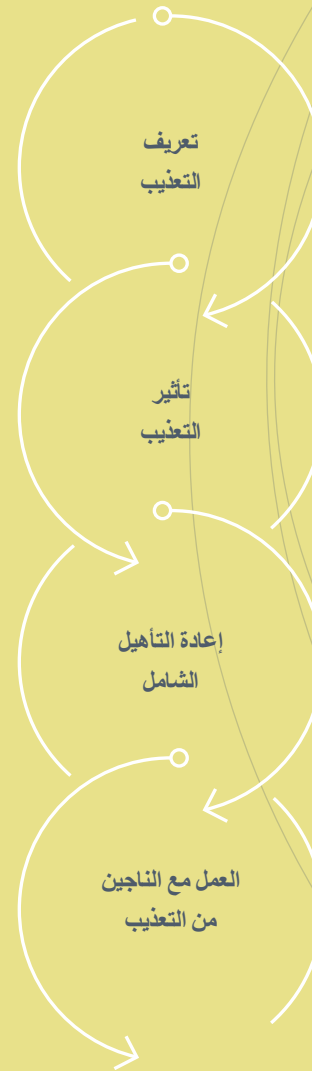 تعريف
التعذيب
تأثير
التعذيب
إعادة التأهيل
الشامل
العمل مع الناجين
من التعذيب